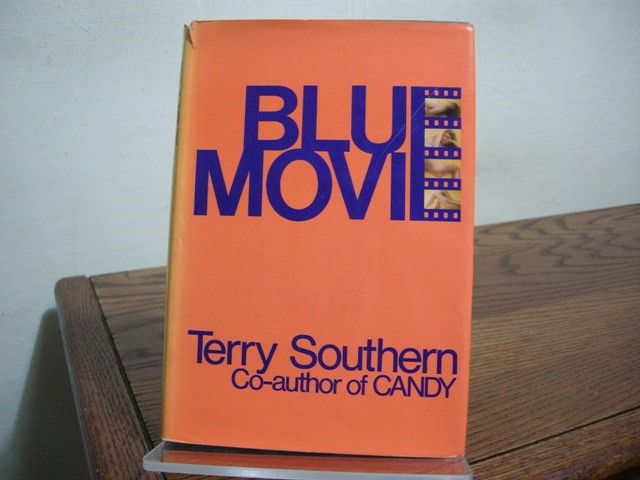 BLUE
MOVIE
Terry Southern
Co-author of CANDY